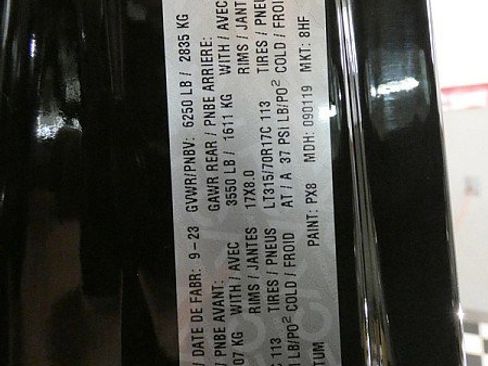 / DATE DE FABR: 9 - 23 GVWR/PNBV: 6250 LB / 2835 KG
/ PNBE AVANT: GAWR REAR / PNBE ARRIERE:
07 KG WITH / AVEC 3550 LB / 1611 KG WITH / AVEC
RIMS / JANTES 17X8.0 RIMS / JANTES
C 113 TIRES / PNEUS LT315/70R17C 113 TIRES / PNEUS
LB/PO² COLD / FROID AT / A 37 PSI LB/PO² COLD / FROID
TUM PAINT: PX8 MDH: 090119 MKT: 8HF